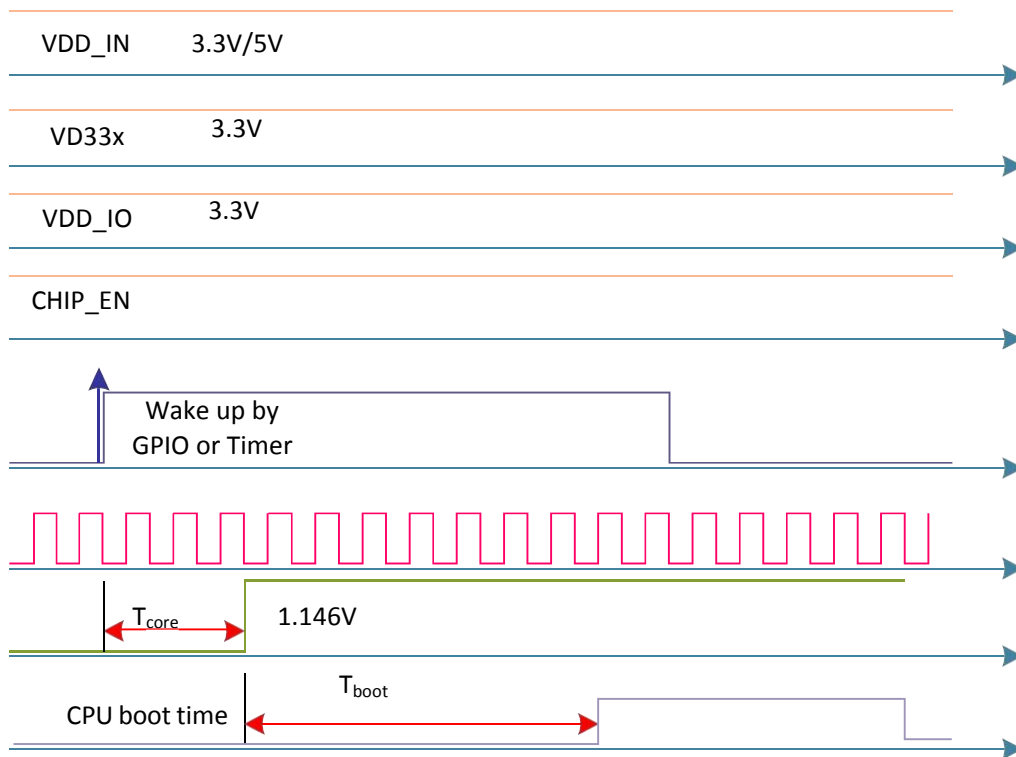 VDD_IN 3.3V/5V
VD33x 3.3V
VDD_IO 3.3V
CHIP_EN
Wake up by
GPIO or Timer
Tcore 1.146V
Tboot
CPU boot time